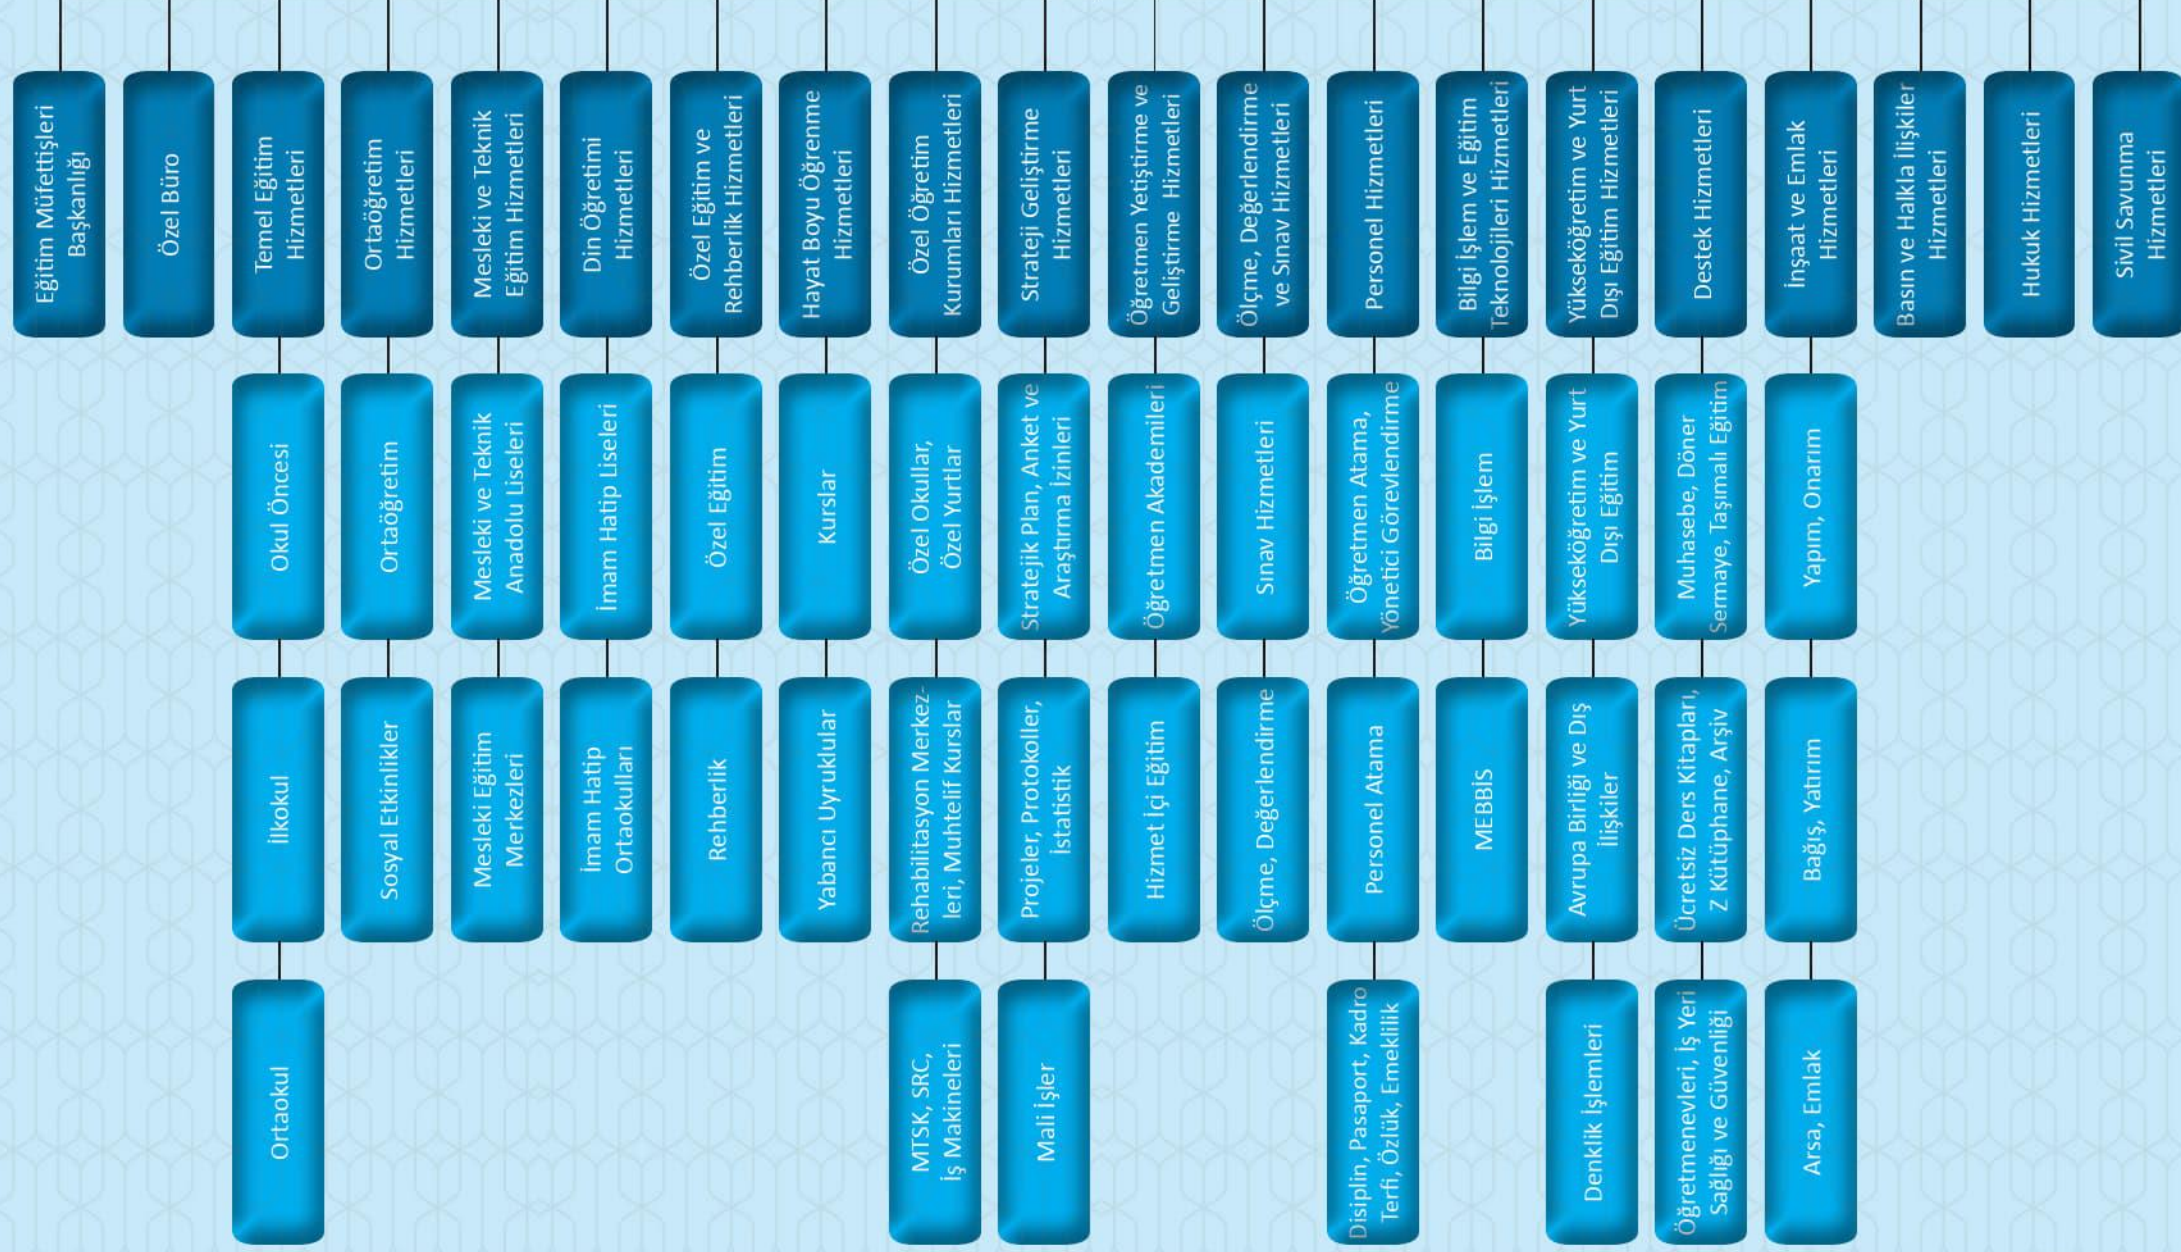 Eğitim Müfettişleri
Başkanlığı
Özel Büro
Temel Eğitim
Hizmetleri
Ortaöğretim
Hizmetleri
Mesleki ve Teknik
Eğitim Hizmetleri
Din Öğretimi
Hizmetleri
Özel Eğitim ve
Rehberlik Hizmetleri
Hayat Boyu Öğrenme
Hizmetleri
Özel Öğretim
Kurumları Hizmetleri
Strateji Geliştirme
Hizmetleri
Öğretmen Yetiştirme ve
Geliştirme Hizmetleri
Ölçme, Değerlendirme
ve Sınav Hizmetleri
Personel Hizmetleri
Bilgi İşlem ve Eğitim
Teknolojileri Hizmetleri
Yükseköğretim ve Yurt
Dışı Eğitim Hizmetleri
Destek Hizmetleri
İnşaat ve Emlak
Hizmetleri
Basın ve Halkla İlişkiler
Hizmetleri
Hukuk Hizmetleri
Sivil Savunma
Hizmetleri
Okul Öncesi
Ortaöğretim
Mesleki ve Teknik
Anadolu Liseleri
İmam Hatip Liseleri
Özel Eğitim
Kurslar
Özel Okullar,
Özel Yurtlar
Stratejik Plan, Anket ve
Araştırma İzinleri
Öğretmen Akademileri
Sınav Hizmetleri
Öğretmen Atama,
Yönetici Görevlendirme
Bilgi İşlem
Yükseköğretim ve Yurt
Dışı Eğitim
Muhasebe, Döner
Sermaye, Taşımalı Eğitim
Yapım, Onarım
İlkokul
Sosyal Etkinlikler
Mesleki Eğitim
Merkezleri
İmam Hatip
Ortaokulları
Rehberlik
Yabancı Uyruklular
Rehabilitasyon Merkez-
leri, Muhtelif Kurslar
Projeler, Protokoller,
İstatistik
Hizmet İçi Eğitim
Ölçme, Değerlendirme
Personel Atama
MEBBİS
Avrupa Birliği ve Dış
İlişkiler
Ücretsiz Ders Kitapları,
Z Kütüphane, Arşiv
Bağış, Yatırım
Ortaokul
MTSK, SRC,
İş Makineleri
Mali İşler
Disiplin, Pasaport, Kadro
Terfi, Özlük, Emeklilik
Denklik İşlemleri
Öğretmenevleri, İş Yeri
Sağlığı ve Güvenliği
Arsa, Emlak